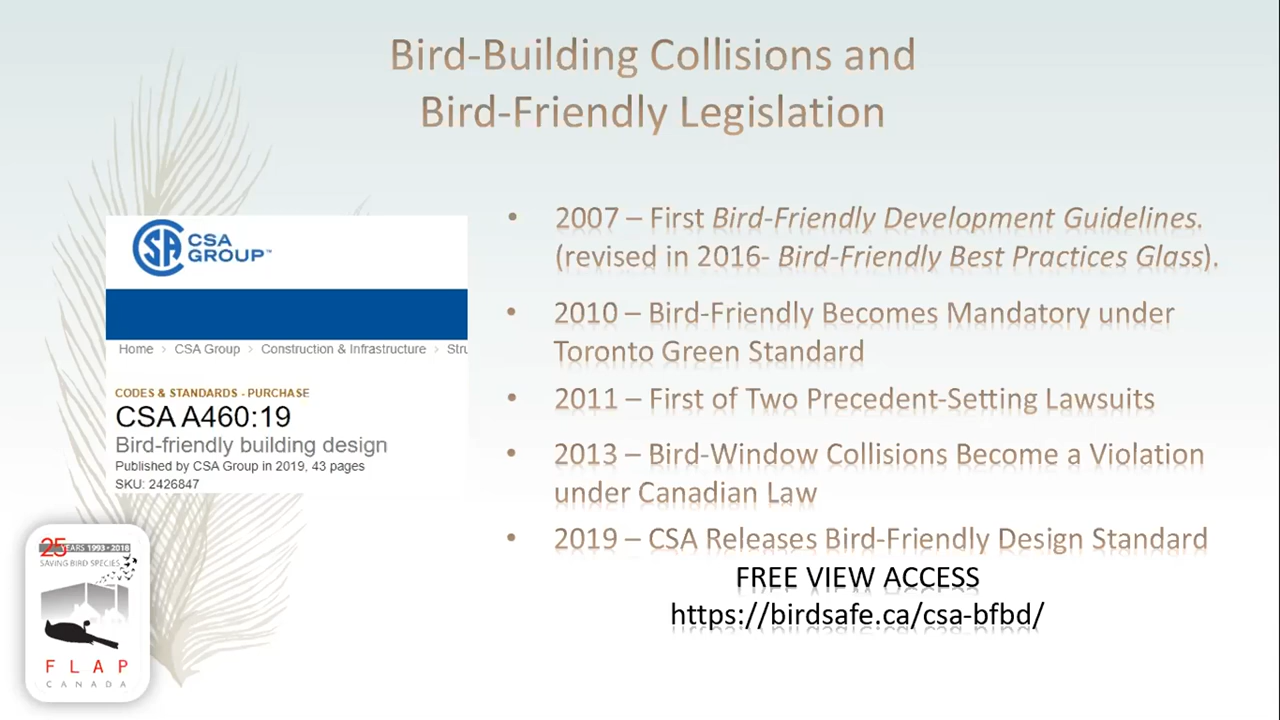 Bird-Building Collisions and
Bird-Friendly Legislation
CSA
GROUP™
Home > CSA Group > Construction & Infrastructure > Stru
CODES & STANDARDS - PURCHASE
CSA A460:19
Bird-friendly building design
Published by CSA Group in 2019, 43 pages
SKU: 2426847
• 2007 – First Bird-Friendly Development Guidelines.
(revised in 2016- Bird-Friendly Best Practices Glass).
• 2010 – Bird-Friendly Becomes Mandatory under
Toronto Green Standard
• 2011 – First of Two Precedent-Setting Lawsuits
• 2013 – Bird-Window Collisions Become a Violation
under Canadian Law
• 2019 – CSA Releases Bird-Friendly Design Standard
FREE VIEW ACCESS
https://birdsafe.ca/csa-bfbd/
25 YEARS 1993-2018
SAVING BIRD SPECIES
FLAP
CANADA